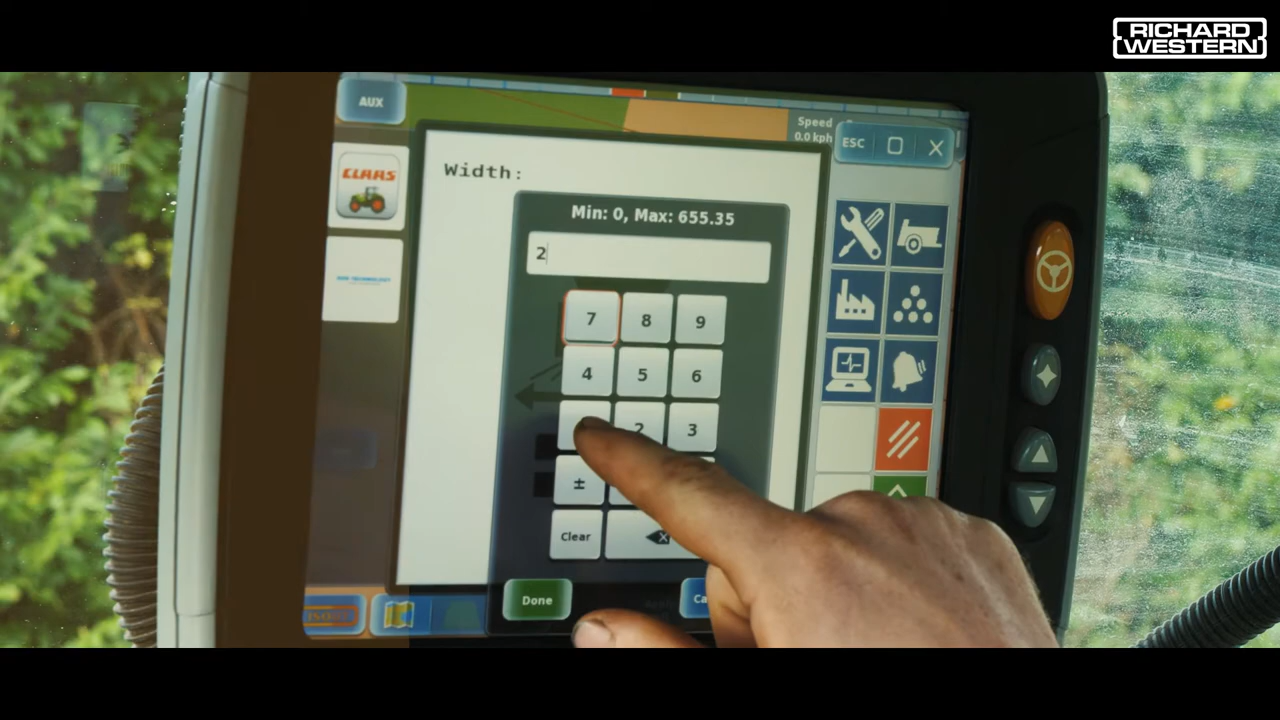 RICHARD
WESTERN
AUX
Speed
0.0 kph
ESC
X
CLAAS
Width:
Min: 0, Max: 655.35
2
7 8 9
4 5 6
2 3
±
Clear
Done
Ca